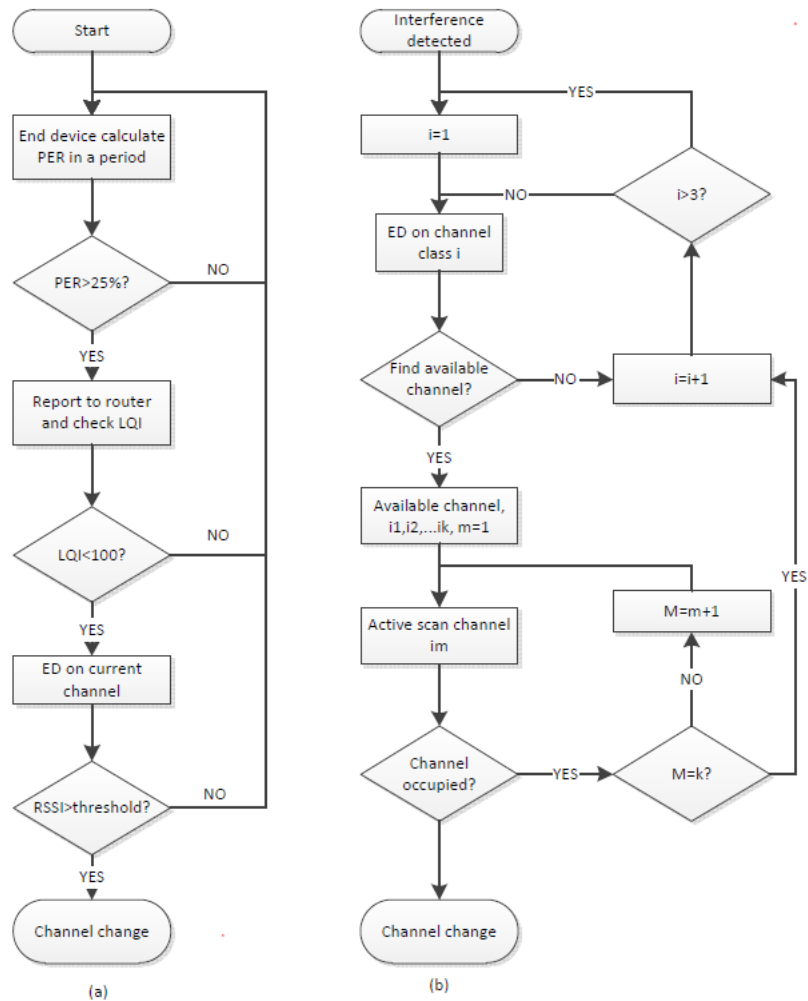 Start
End device calculate
PER in a period
PER>25%?
NO
YES
Report to router
and check LQI
LQI<100?
NO
YES
ED on current
channel
RSSI>threshold?
NO
YES
Channel change
(a)
Interference
detected
YES
i=1
NO
i>3?
ED on channel
class i
Find available
channel?
NO
i=i+1
YES
Available channel,
i1,i2,...ik, m=1
YES
M=m+1
Active scan channel
im
NO
Channel
occupied?
YES
M=k?
Channel change
(b)